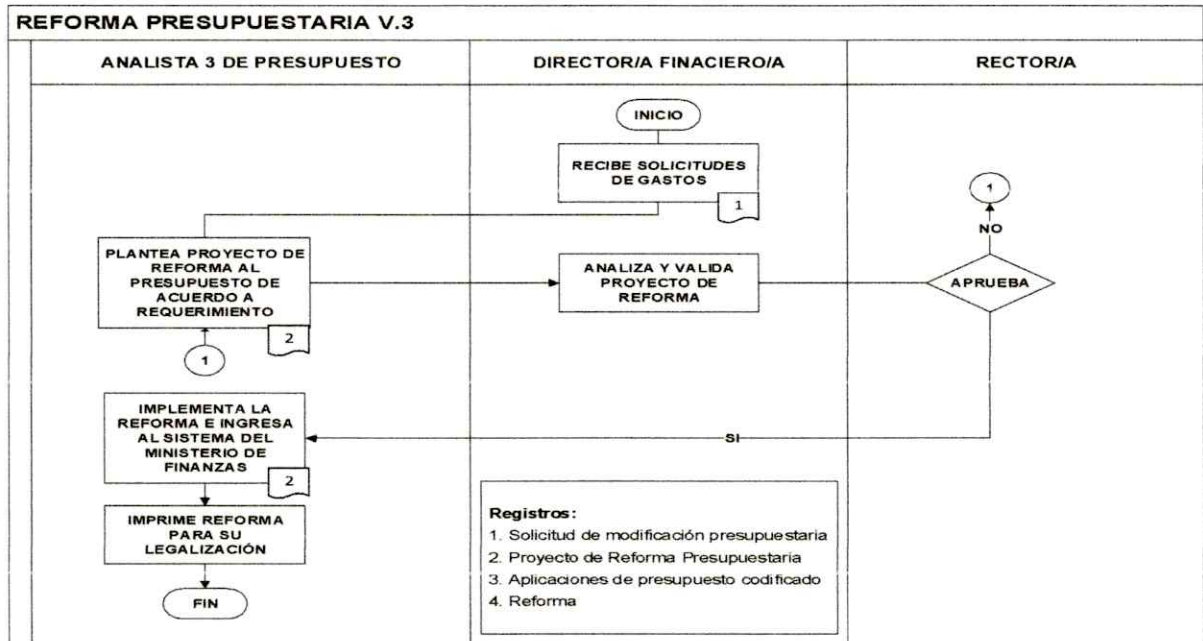 REFORMA PRESUPUESTARIA V.3
ANALISTA 3 DE PRESUPUESTO
DIRECTOR/A FINACIERO/A
RECTOR/A
INICIO
RECIBE SOLICITUDES
DE GASTOS
1
1
NO
PLANTEA PROYECTO DE
REFORMA AL
PRESUPUESTO DE
ACUERDO A
REQUERIMIENTO
2
ANALIZA Y VALIDA
PROYECTO DE
REFORMA
APRUEBA
1
IMPLEMENTA LA
REFORMA E INGRESA
AL SISTEMA DEL
MINISTERIO DE
FINANZAS
2
SI
IMPRIME REFORMA
PARA SU
LEGALIZACIÓN
FIN
Registros:
1. Solicitud de modificación presupuestaria
2. Proyecto de Reforma Presupuestaria
3. Aplicaciones de presupuesto codificado
4. Reforma